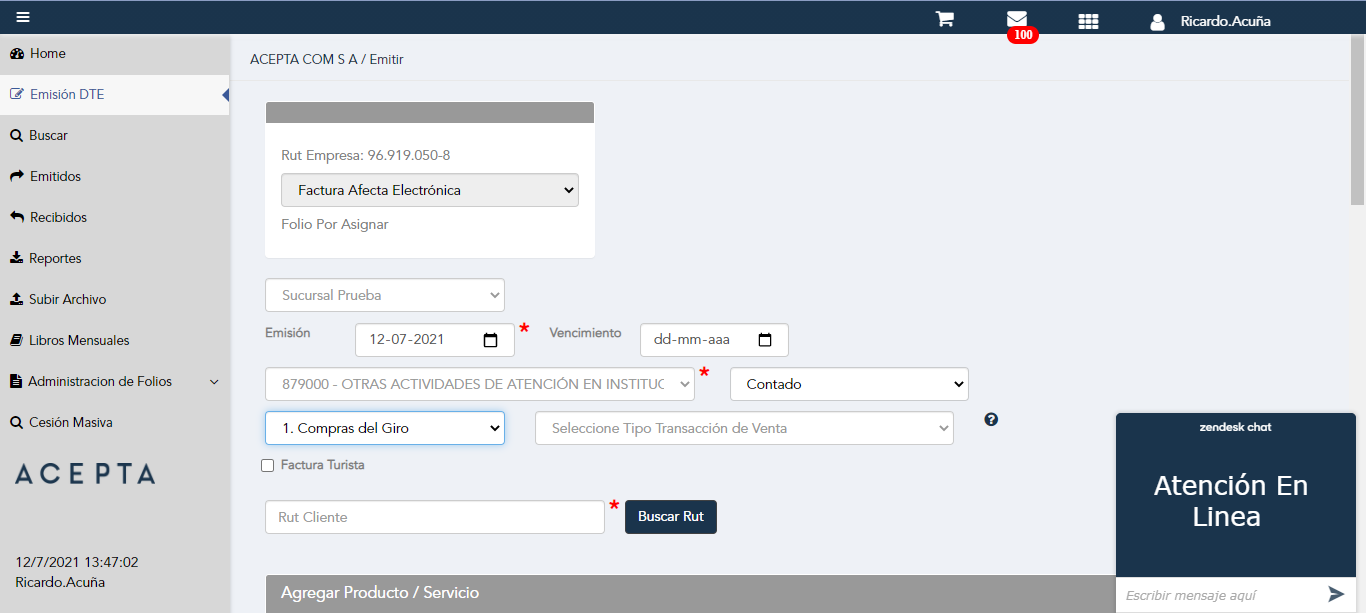 Ricardo.Acuña
100
Home
Emisión DTE
Buscar
Emitidos
Recibidos
Reportes
Subir Archivo
Libros Mensuales
Administracion de Folios
Cesión Masiva
ACEPTA
12/7/2021 13:47:02
Ricardo.Acuña
ACEPTA COM S A / Emitir
Rut Empresa: 96.919.050-8
Factura Afecta Electrónica
Folio Por Asignar
Sucursal Prueba
Emisión 12-07-2021 * Vencimiento dd-mm-aaa
879000 - OTRAS ACTIVIDADES DE ATENCIÓN EN INSTITUC * Contado
1. Compras del Giro Seleccione Tipo Transacción de Venta ?
Factura Turista
Rut Cliente * Buscar Rut
Agregar Producto / Servicio
zendesk chat
Atención En
Linea
Escribir mensaje aquí